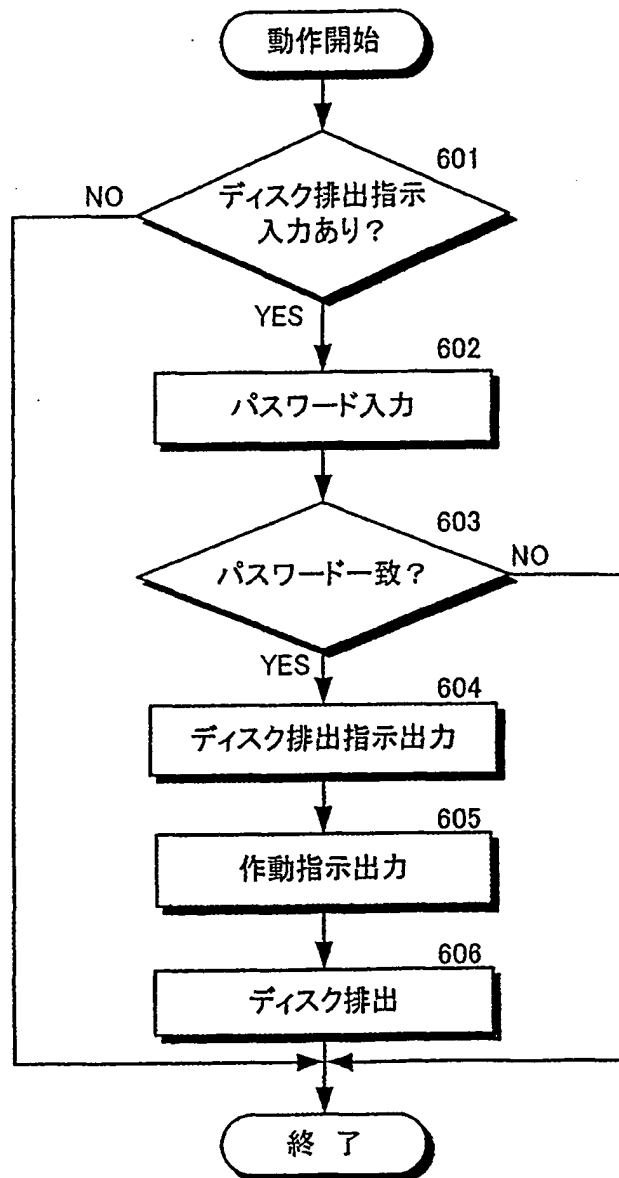 動作開始
601
ディスク排出指示
入力あり？
NO
YES
602
パスワード入力
603
パスワード一致？
NO
YES
604
ディスク排出指示出力
605
作動指示出力
606
ディスク排出
終 了